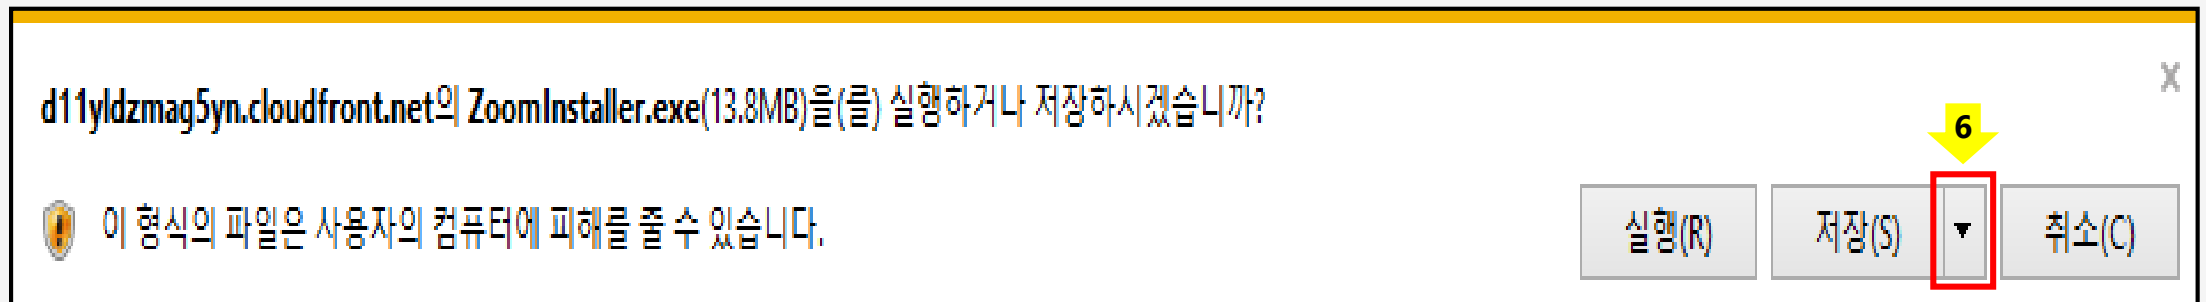 d11yldzmag5yn.cloudfront.net의 ZoomInstaller.exe(13.8MB)을(를) 실행하거나 저장하시겠습니까?
x
6
이 형식의 파일은 사용자의 컴퓨터에 피해를 줄 수 있습니다.
실행(R) 저장(S) ▼ 취소(C)